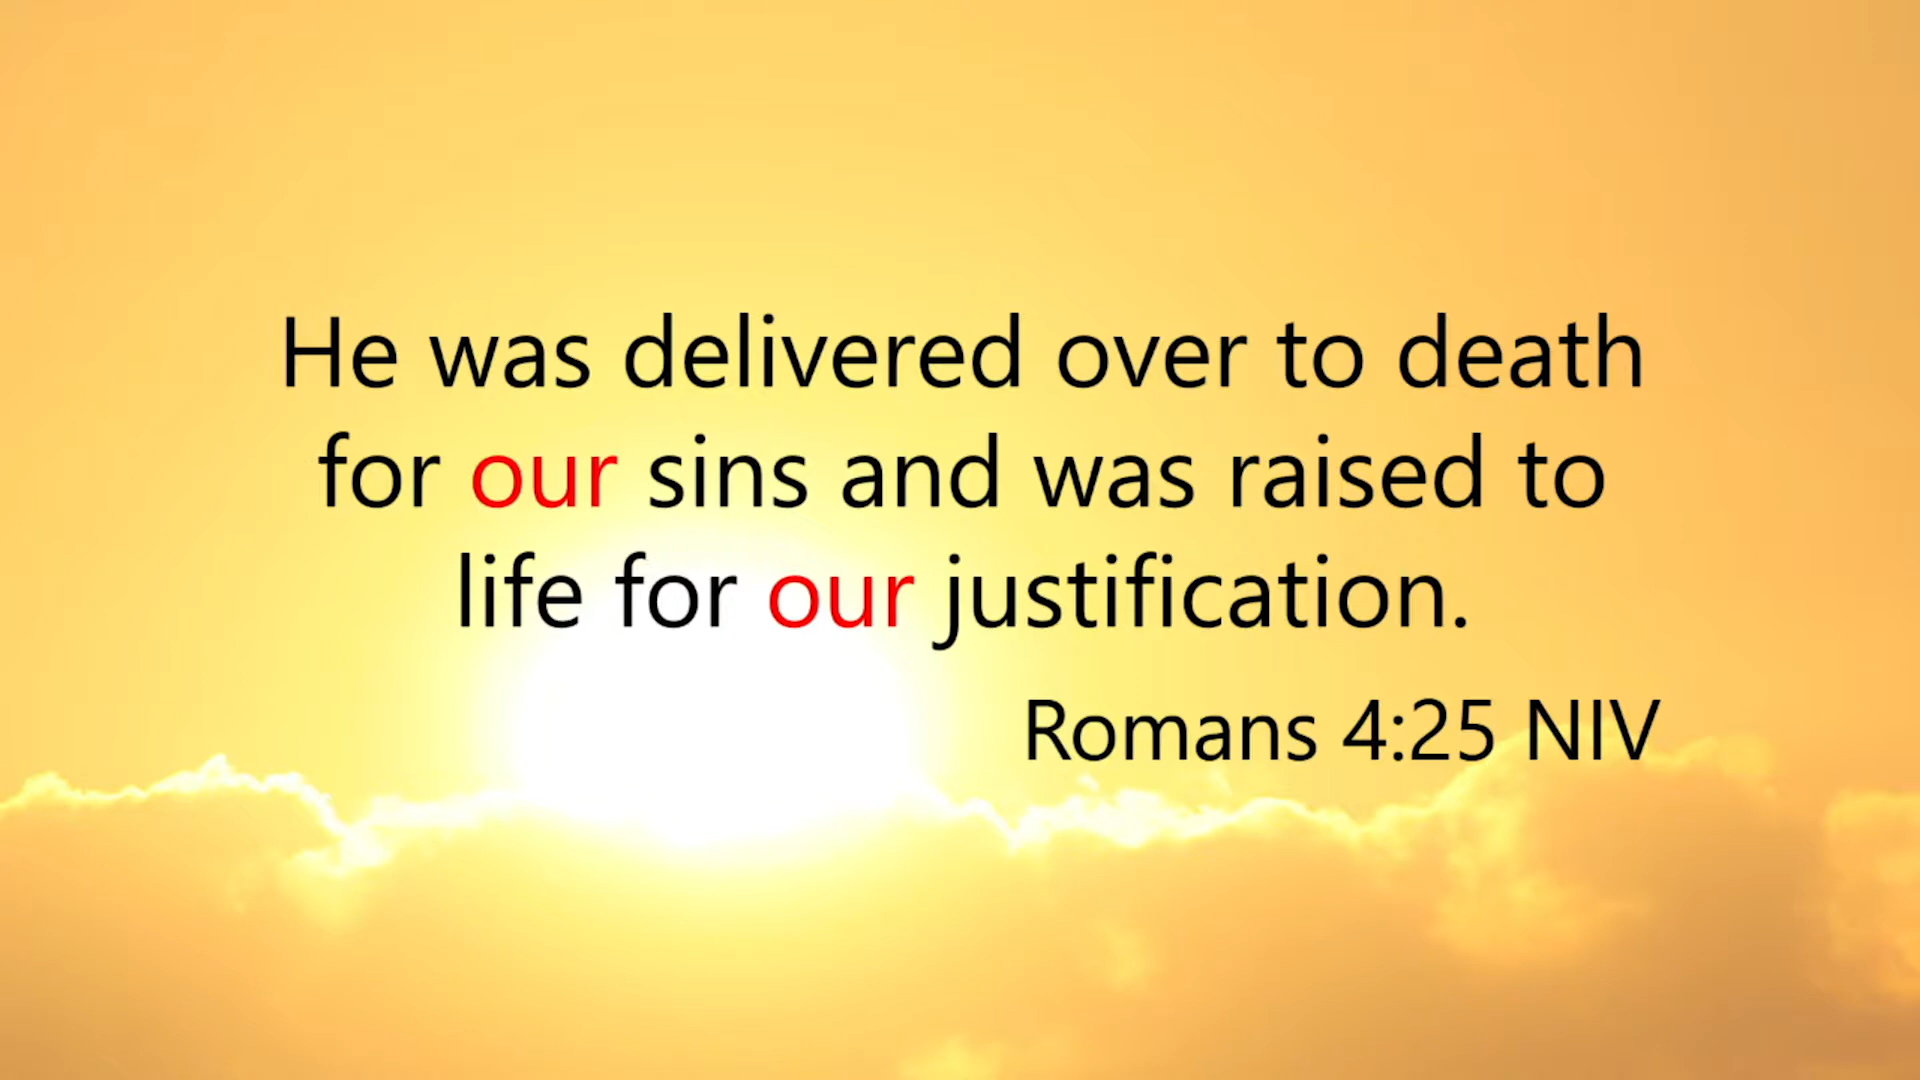 He was delivered over to death
for our sins and was raised to
life for our justification.
Romans 4:25 NIV